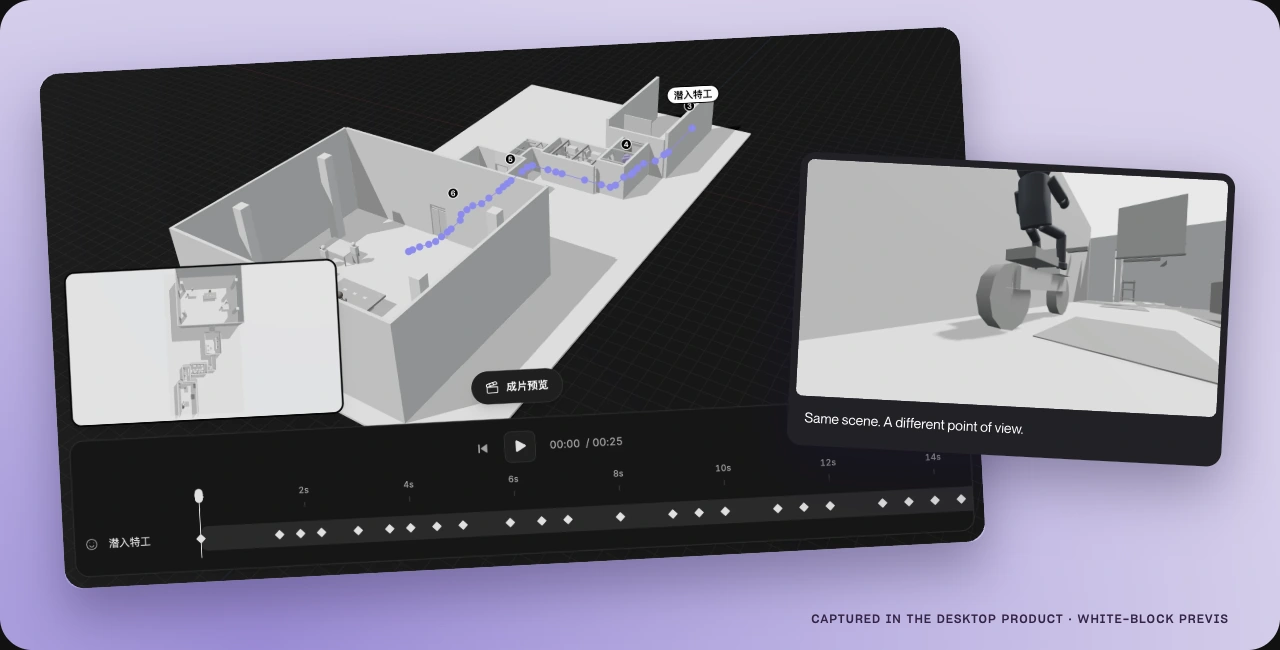 潜入特工
3
4
5
6
成片预览
00:00 / 00:25
2s
4s
6s
8s
10s
12s
14s
潜入特工
Same scene. A different point of view.
CAPTURED IN THE DESKTOP PRODUCT · WHITE-BLOCK PREVIS